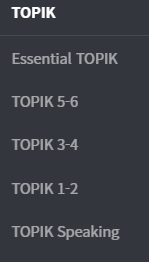 TOPIK
Essential TOPIK
TOPIK 5-6
TOPIK 3-4
TOPIK 1-2
TOPIK Speaking